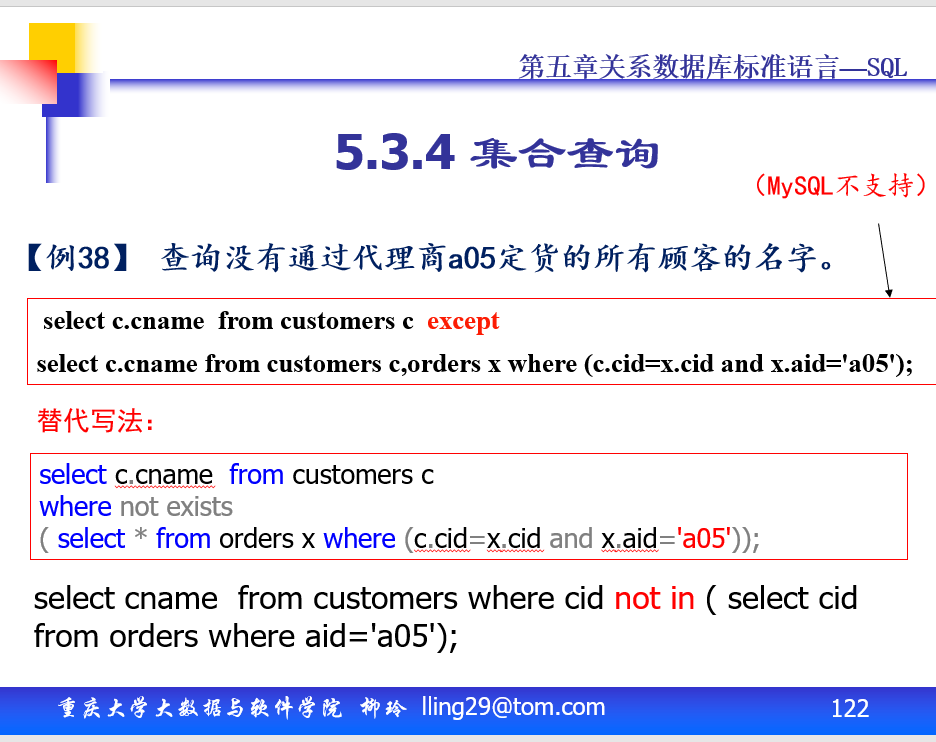 第五章关系数据库标准语言—SQL
5.3.4 集合查询
（MySQL不支持）
【例38】 查询没有通过代理商a05定货的所有顾客的名字。
select c.cname from customers c except
select c.cname from customers c,orders x where (c.cid=x.cid and x.aid='a05');
替代写法：
select c.cname from customers c
where not exists
( select * from orders x where (c.cid=x.cid and x.aid='a05'));
select cname from customers where cid not in ( select cid
from orders where aid='a05');
重庆大学大数据与软件学院 柳玲 lling29@tom.com 122